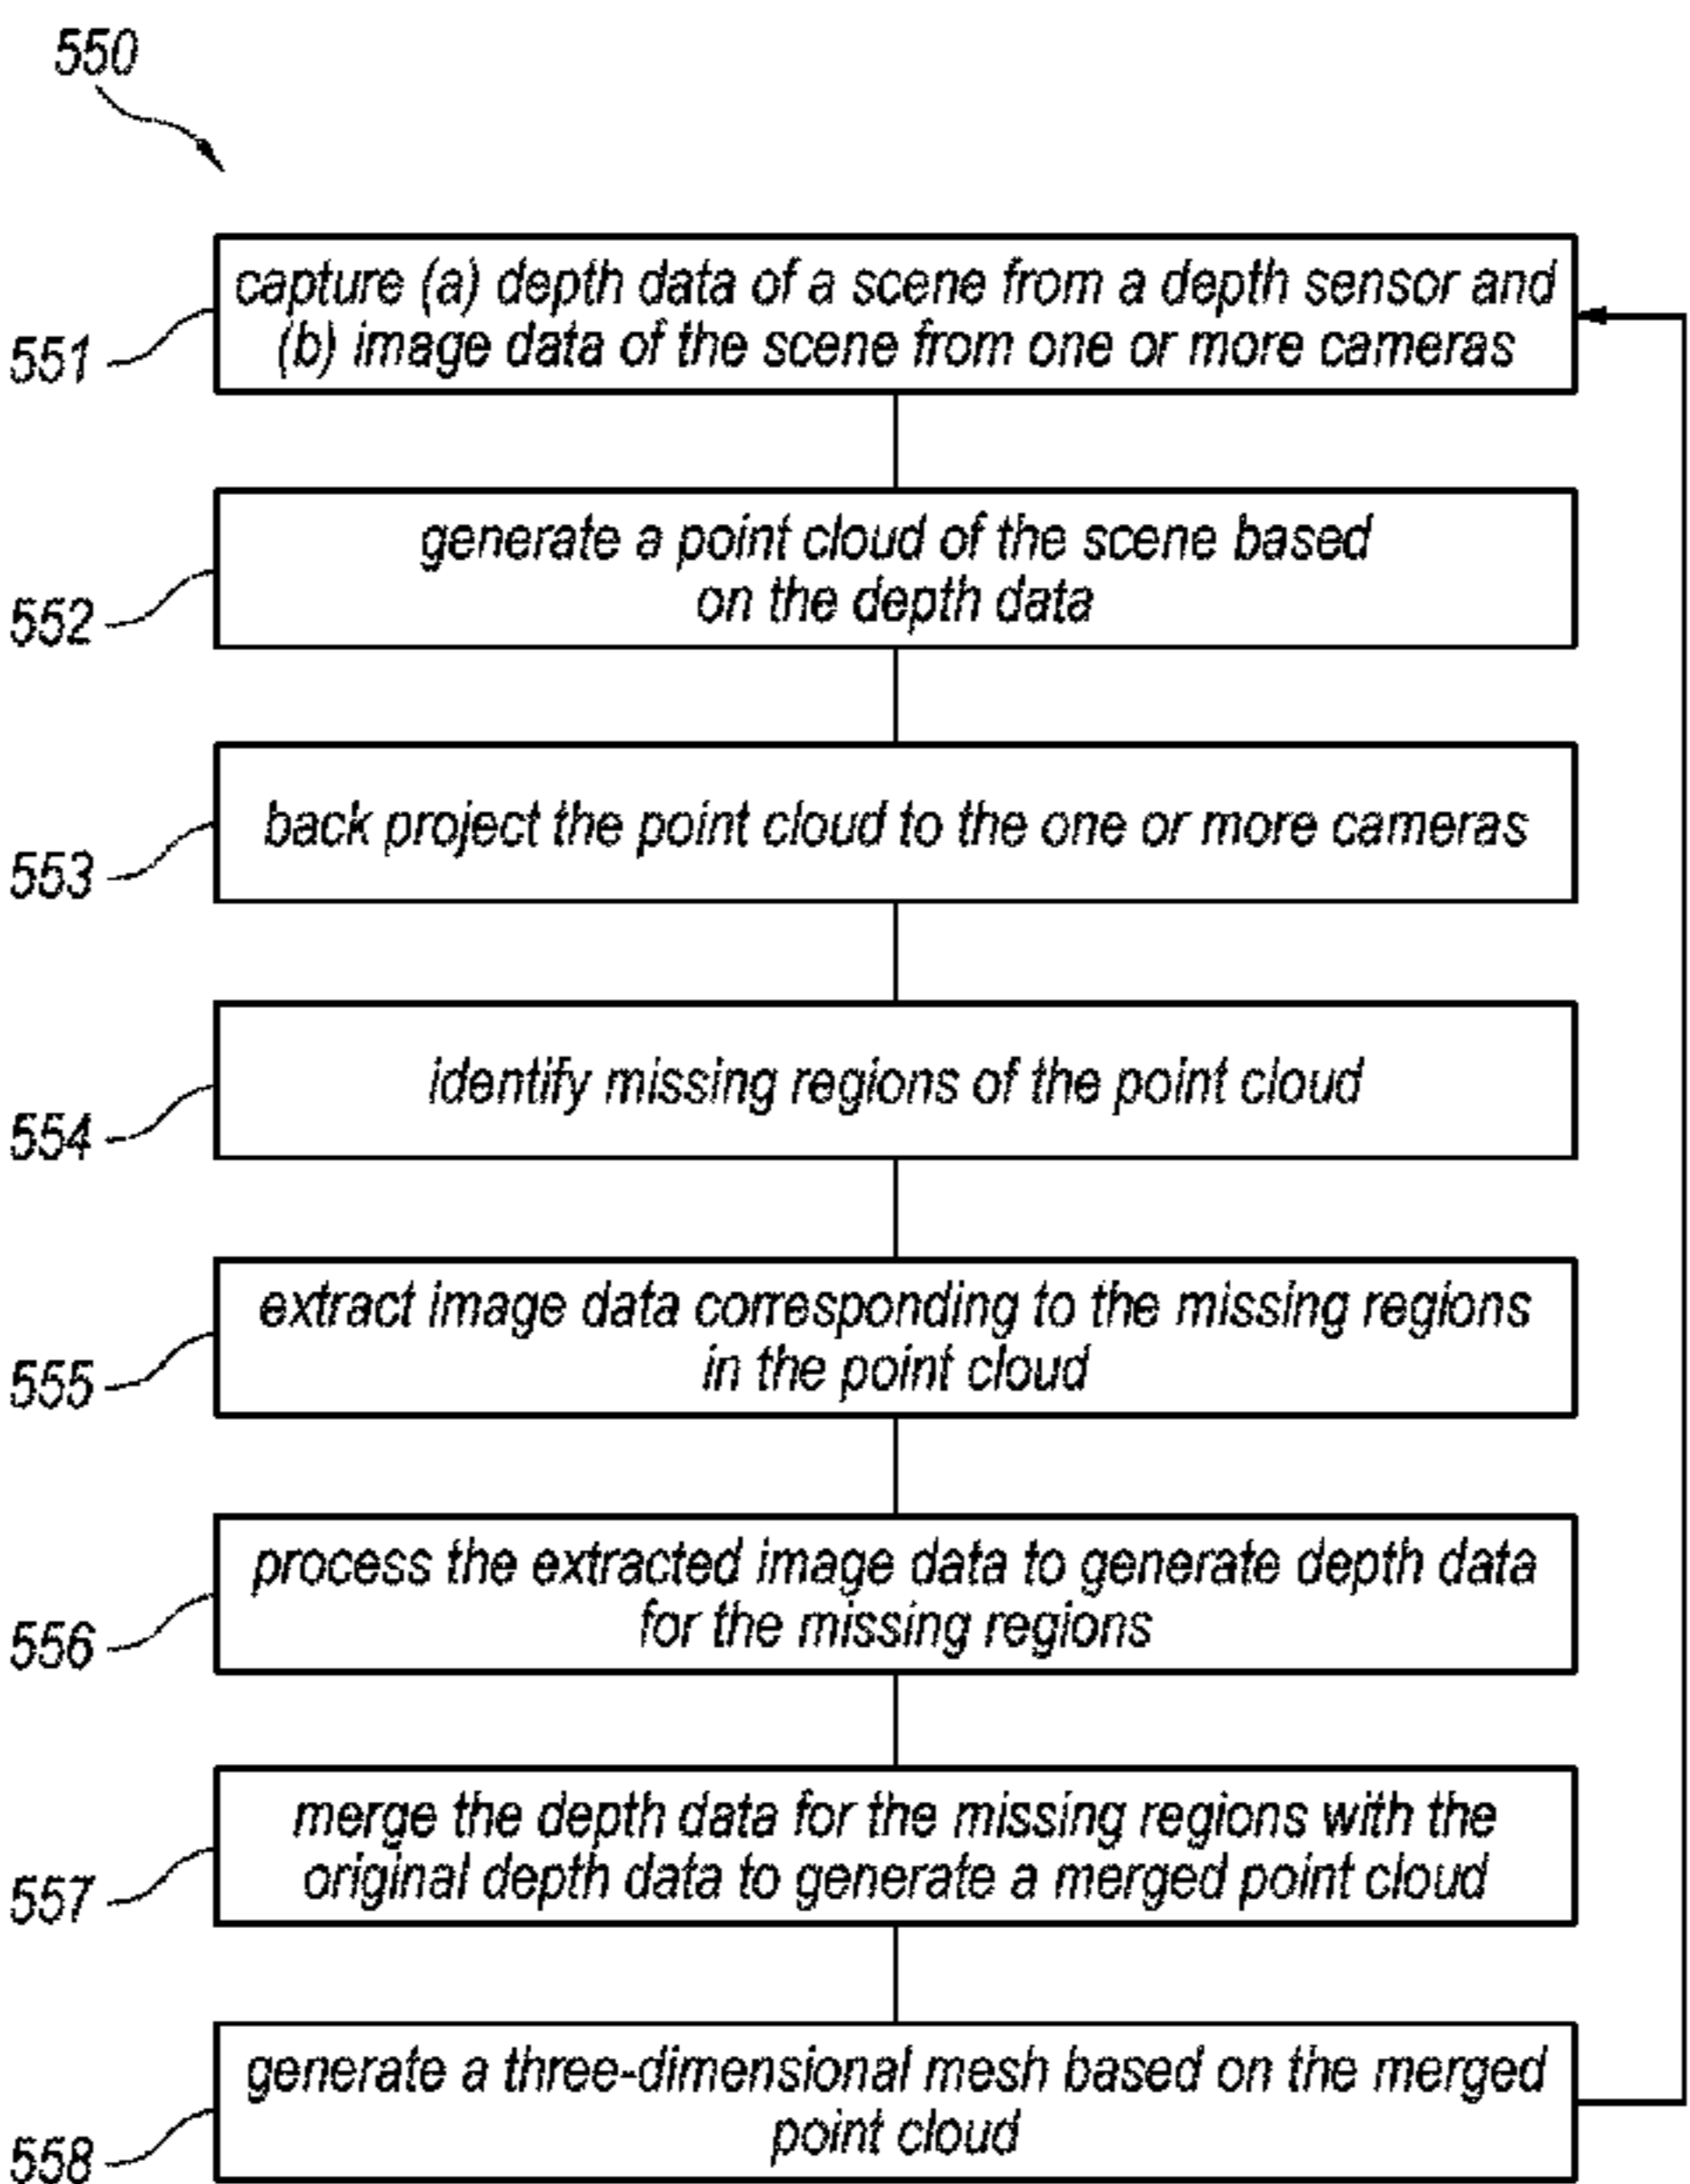 550
551
capture (a) depth data of a scene from a depth sensor and
(b) image data of the scene from one or more cameras
552
generate a point cloud of the scene based
on the depth data
553
back project the point cloud to the one or more cameras
554
identify missing regions of the point cloud
555
extract image data corresponding to the missing regions
in the point cloud
556
process the extracted image data to generate depth data
for the missing regions
557
merge the depth data for the missing regions with the
original depth data to generate a merged point cloud
558
generate a three-dimensional mesh based on the merged
point cloud